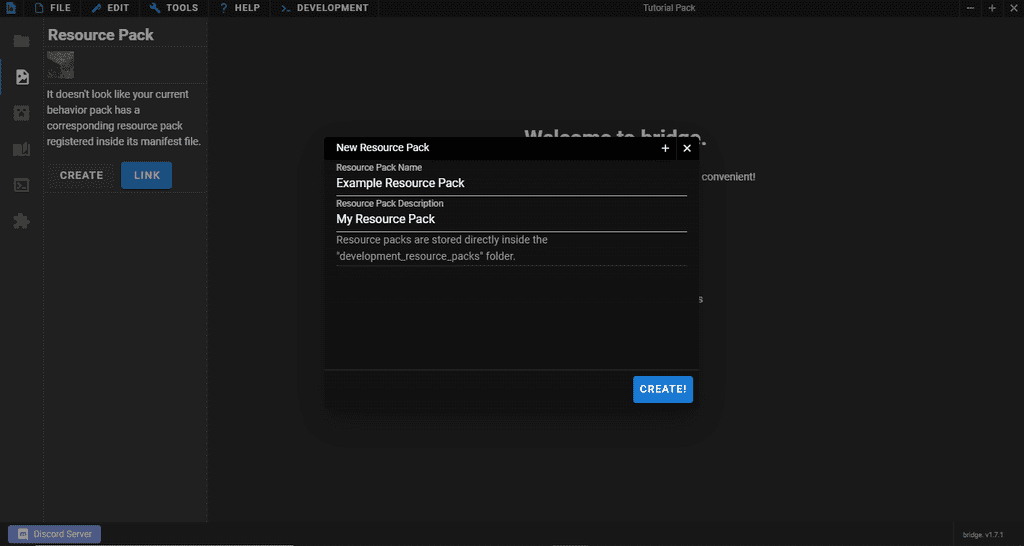 FILE EDIT TOOLS HELP DEVELOPMENT Tutorial Pack
Resource Pack
It doesn't look like your current
behavior pack has a
corresponding resource pack
registered inside its manifest file.
CREATE LINK
Welcome to bridge.
convenient!
New Resource Pack
Resource Pack Name
Example Resource Pack
Resource Pack Description
My Resource Pack
Resource packs are stored directly inside the
"development_resource_packs" folder.
CREATE!
Discord Server
bridge. v1.7.1